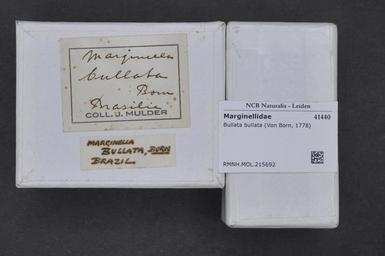 Marginella
bullata
Born
Brasilie
COLL. J. MULDER
MARGINELLA
BULLATA, BORN
BRAZIL
NCB Naturalis - Leiden
Marginellidae 41440
Bullata bullata (Von Born, 1778)
RMNH.MOL.215692